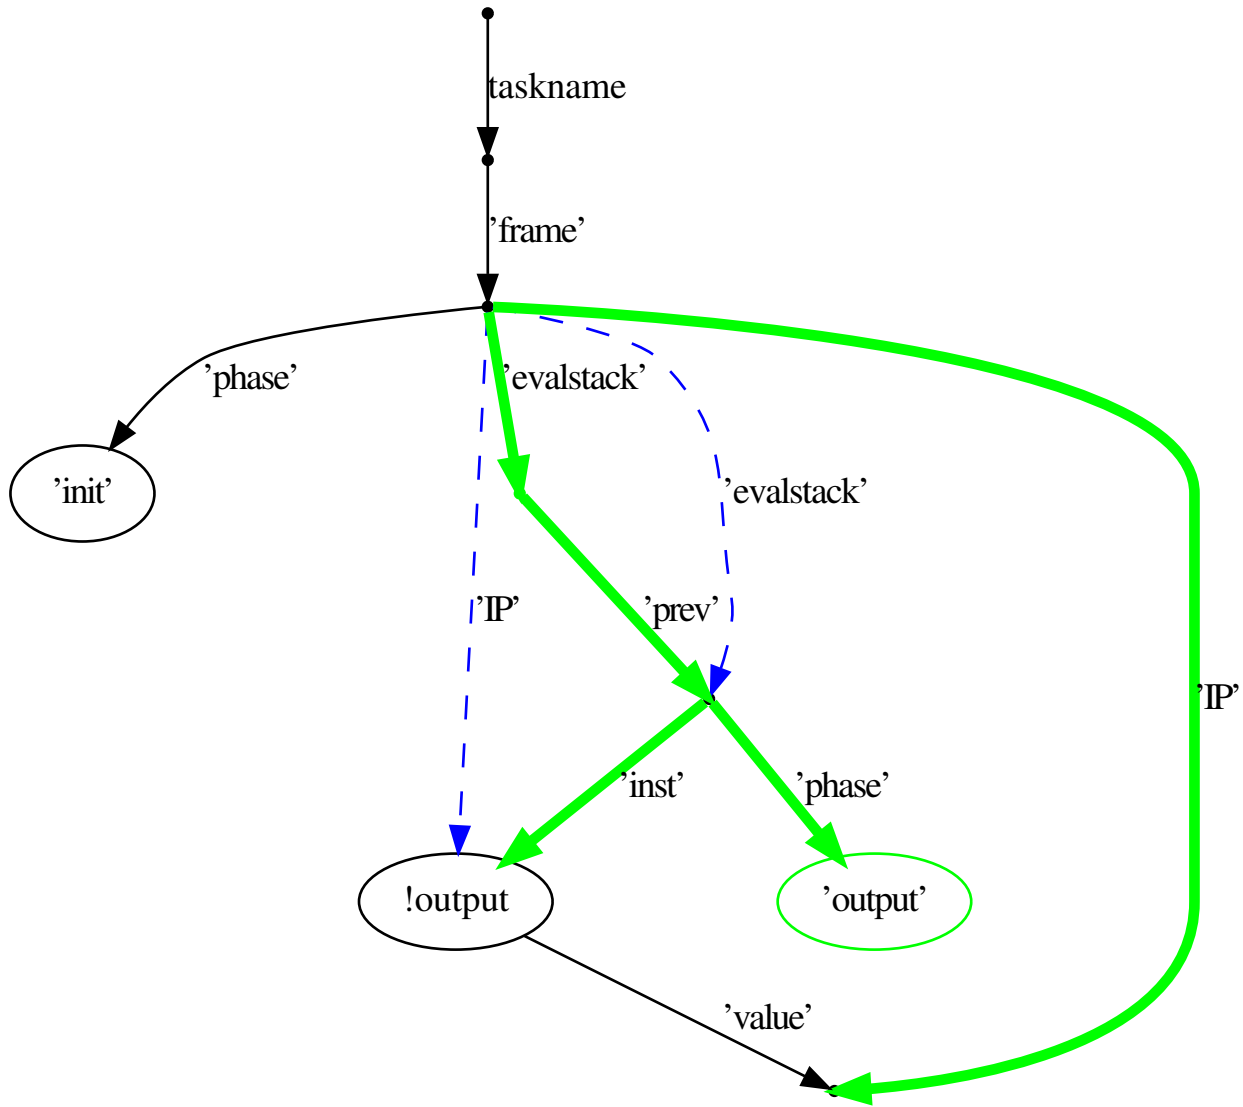 taskname
’frame’
’phase’
’evalstack’
’init’
’evalstack’
’IP’
’prev’
’IP’
’inst’
’phase’
!output
’output’
’value’